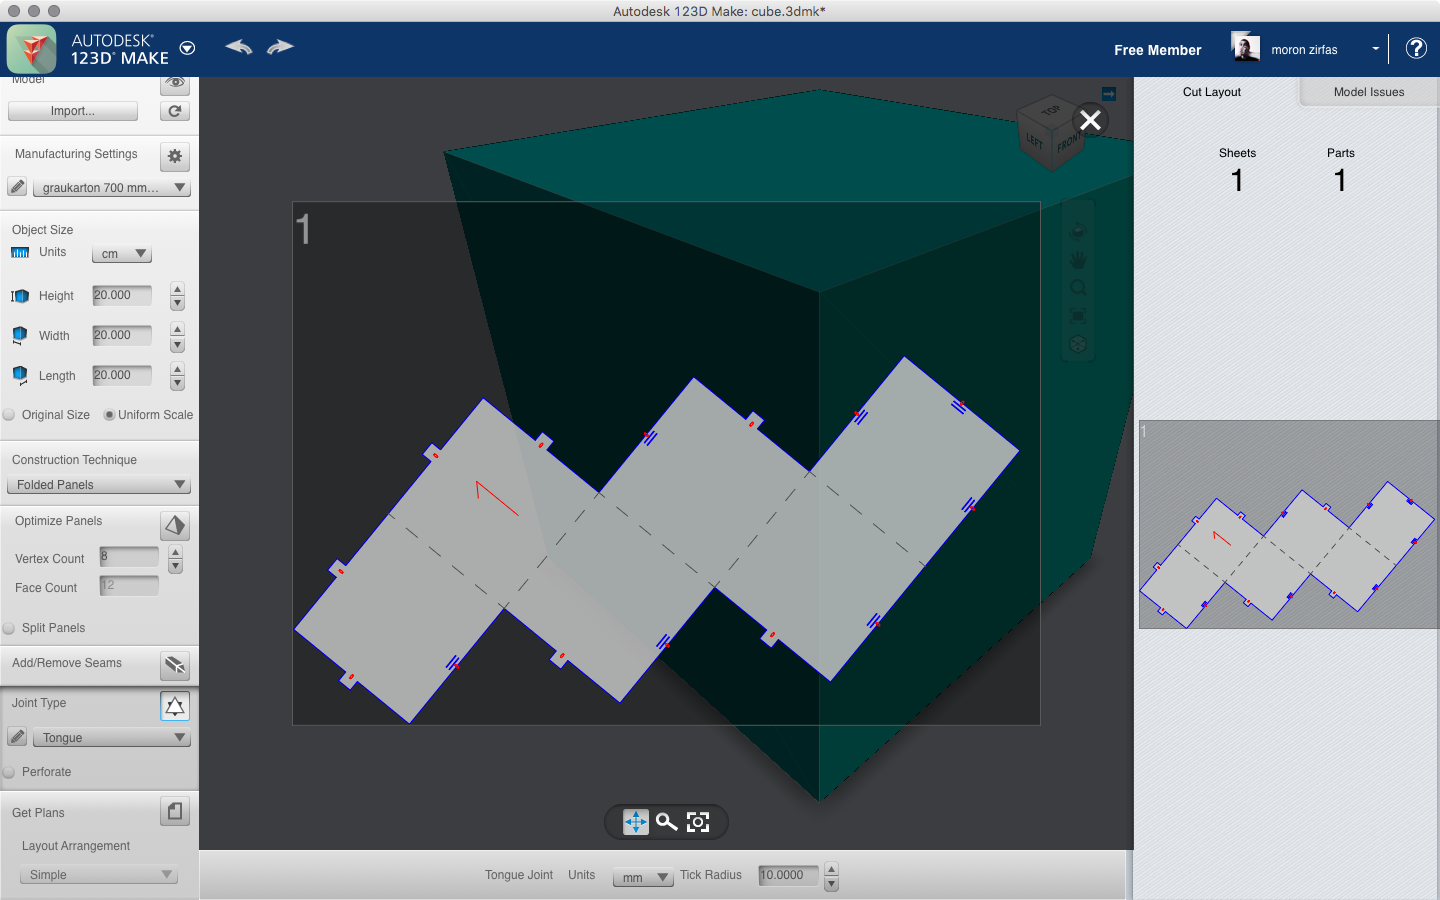 Autodesk 123D Make: cube.3dmk*
AUTODESK®
123D® MAKE
Free Member
moron zirfas
?
Model
Import...
Manufacturing Settings
graukarton 700 mm...
Object Size
Units
cm
Height
20.000
Width
20.000
Length
20.000
Original Size
Uniform Scale
Construction Technique
Folded Panels
Optimize Panels
Vertex Count
8
Face Count
12
Split Panels
Add/Remove Seams
Joint Type
Tongue
Perforate
Get Plans
Layout Arrangement
Simple
1
1
TOP
LEFT
FRONT
Tongue Joint
Units
mm
Tick Radius
10.0000
Cut Layout
Model Issues
Sheets
Parts
1
1
1
1